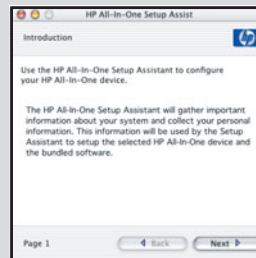 HP All-In-One Setup Assist
Introduction
hp
Use the HP All-In-One Setup Assistant to configure
your HP All-In-One device.
The HP All-In-One Setup Assistant will gather important
information about your system and collect your personal
information. This information will be used by the Setup
Assistant to setup the selected HP All-In-One device and
the bundled software.
Page 1
Back
Next